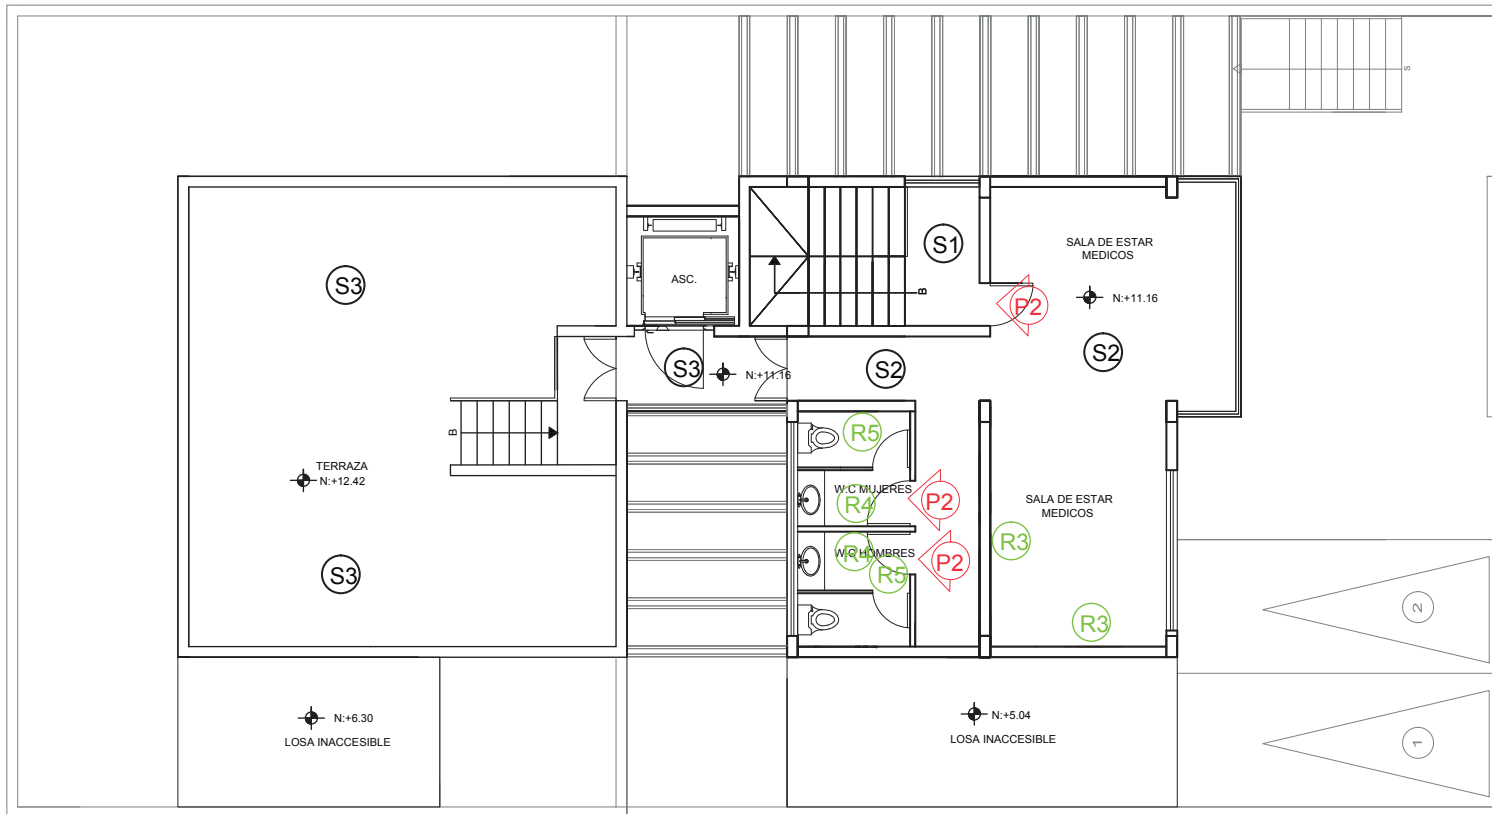 S
S1
SALA DE ESTAR
MEDICOS
S3
ASC.
B
P2
N:+11.16
S3
N:+11.16
S2
S2
B
R5
TERRAZA
N:+12.42
W.C MUJERES
R4
P2
SALA DE ESTAR
MEDICOS
R3
W.C HOMBRES
R4
R5
P2
S3
R3
2
N:+6.30
LOSA INACCESIBLE
N:+5.04
LOSA INACCESIBLE
1